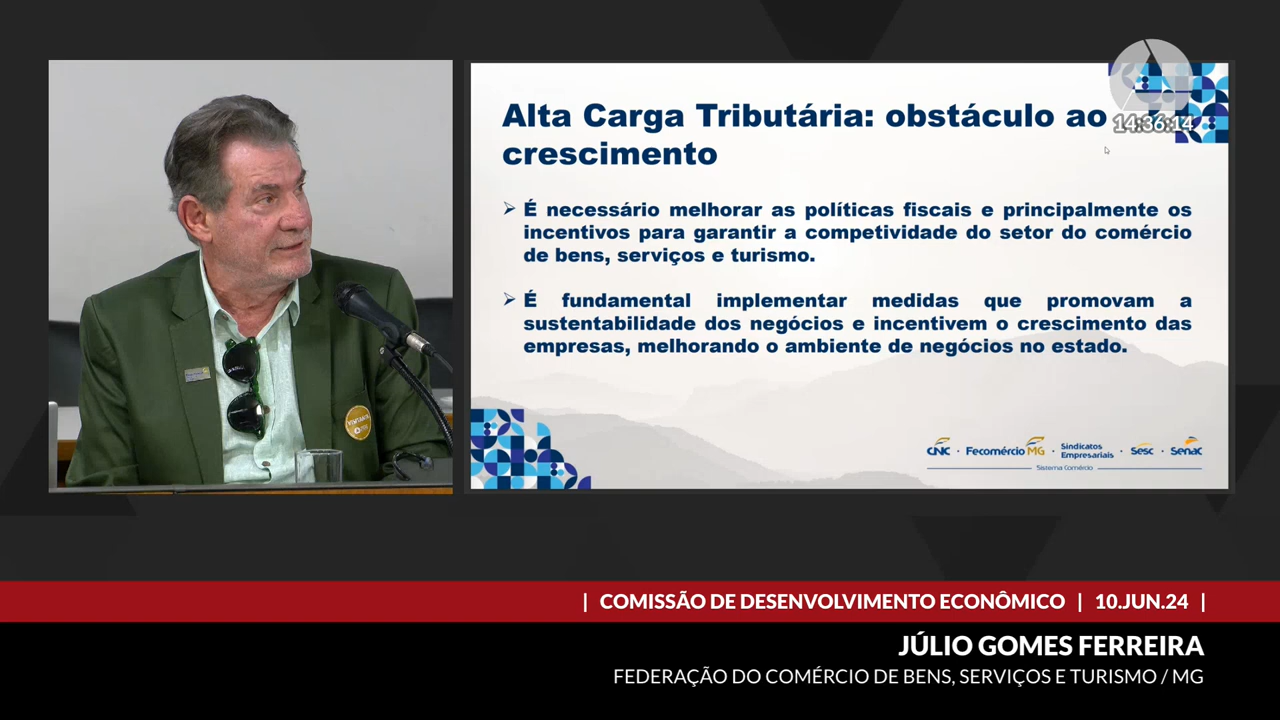 Alta Carga Tributária: obstáculo ao
crescimento
14:36:14
➢ É necessário melhorar as políticas fiscais e principalmente os
incentivos para garantir a competividade do setor do comércio
de bens, serviços e turismo.
➢ É fundamental implementar medidas que promovam a
sustentabilidade dos negócios e incentivem o crescimento das
empresas, melhorando o ambiente de negócios no estado.
CNC · Fecomércio MG · Sindicatos Empresariais · Sesc · Senac
Sistema Comércio
| COMISSÃO DE DESENVOLVIMENTO ECONÔMICO | 10.JUN.24 |
JÚLIO GOMES FERREIRA
FEDERAÇÃO DO COMÉRCIO DE BENS, SERVIÇOS E TURISMO / MG